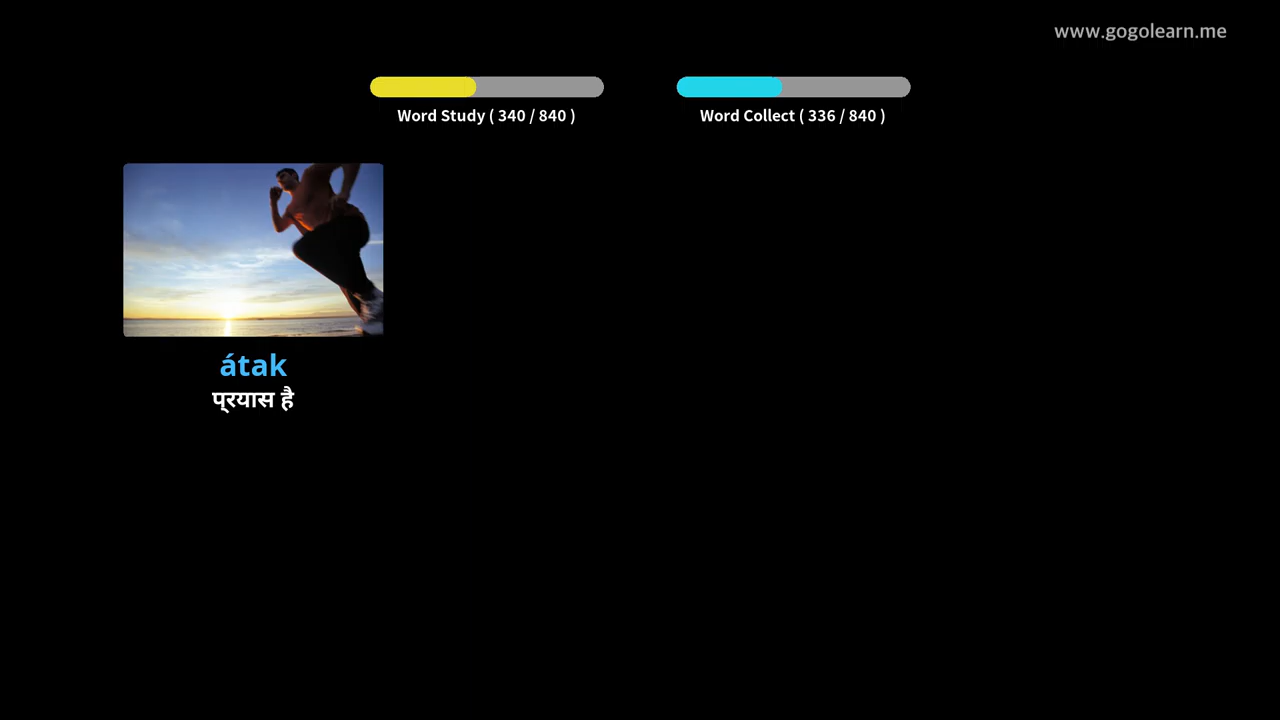 www.gogolearn.me
Word Study ( 340 / 840 )
Word Collect ( 336 / 840 )
átak
प्रयास है